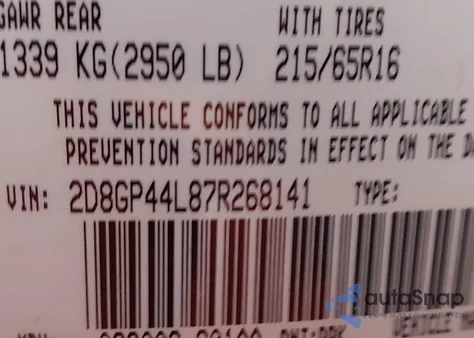 GAWR REAR WITH TIRES
1339 KG(2950 LB) 215/65R16
THIS VEHICLE CONFORMS TO ALL APPLICABLE
PREVENTION STANDARDS IN EFFECT ON THE
VIN: 2D8GP44L87R268141 TYPE:
autoSnap
VEHICLE